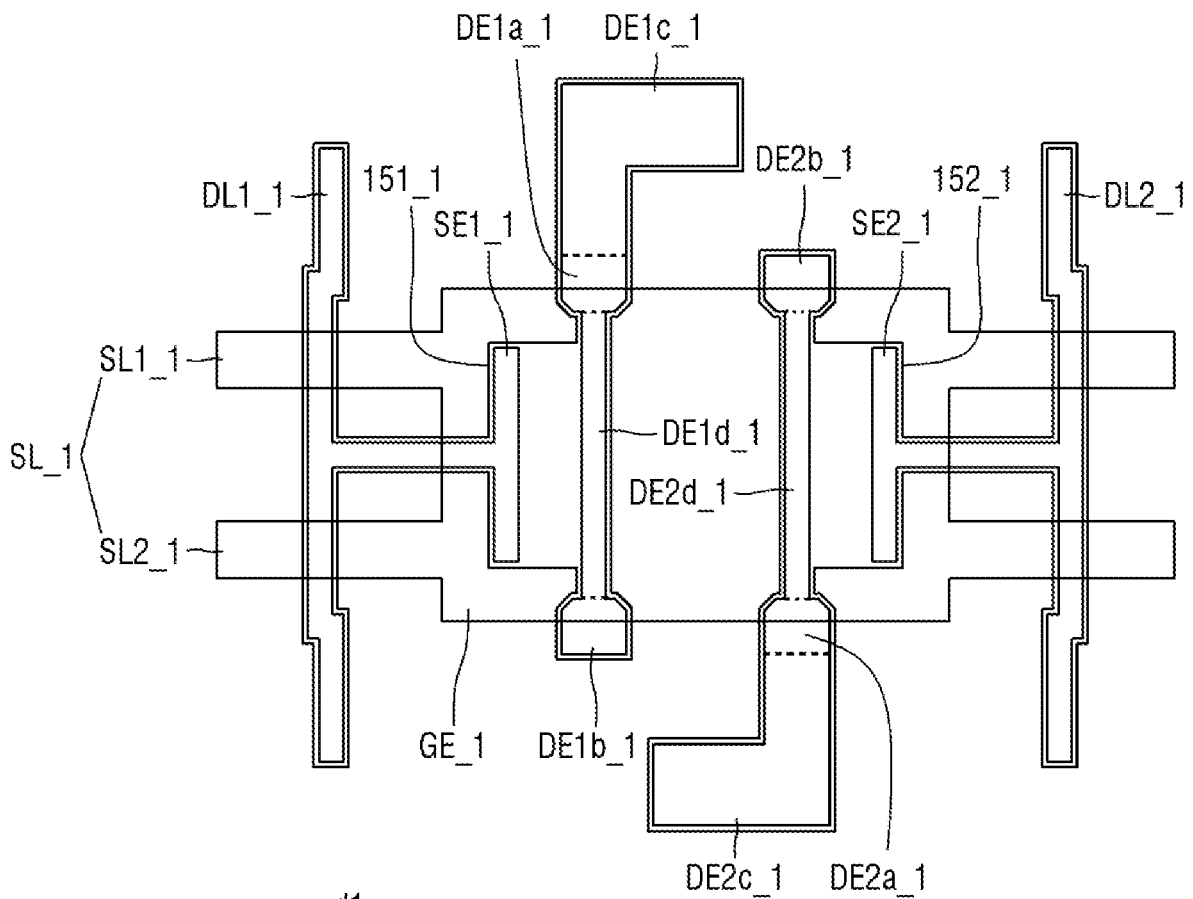 DE1a_1 DE1c_1
DE2b_1
151_1 152_1
DL1_1 DL2_1
SE1_1 SE2_1
SL1_1
DE1d_1
SL_1
DE2d_1
SL2_1
GE_1 DE1b_1
DE2c_1 DE2a_1